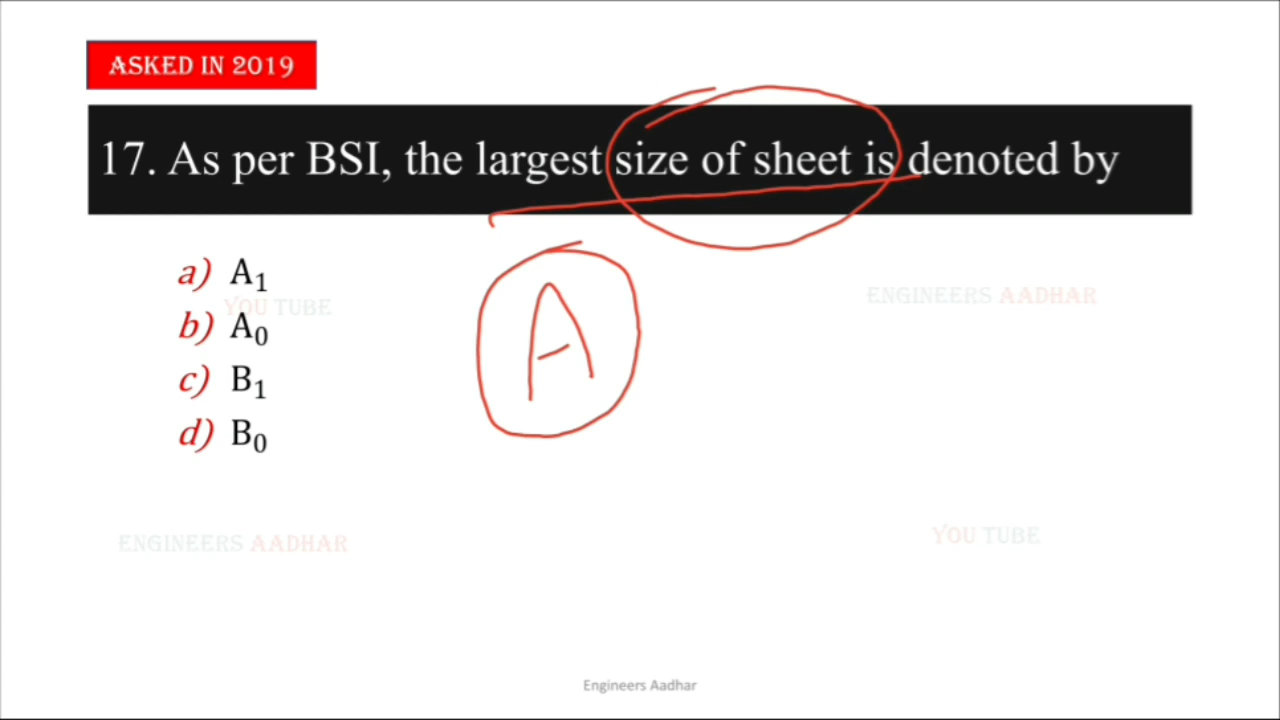 ASKED IN 2019
17. As per BSI, the largest size of sheet is denoted by
a) A₁
YOU TUBE
ENGINEERS AADHAR
b) A₀
A
c) B₁
d) B₀
ENGINEERS AADHAR
YOU TUBE
Engineers Aadhar